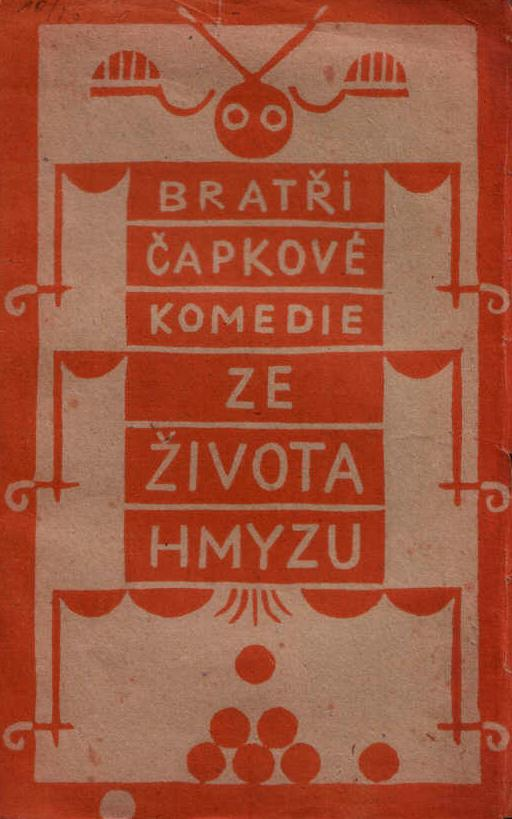 BRATŘI
ČAPKOVÉ
KOMEDIE
ZE
ŽIVOTA
HMYZU